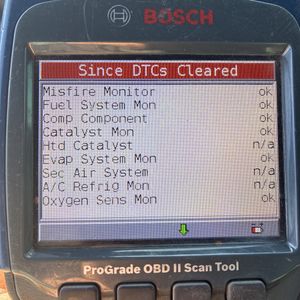 BOSCH
Since DTCs Cleared
Misfire Monitor ok
Fuel System Mon ok
Comp Component ok
Catalyst Mon ok
Htd Catalyst n/a
Evap System Mon ok
Sec Air System n/a
A/C Refrig Mon n/a
Oxygen Sens Mon ok
ProGrade OBD II Scan Tool